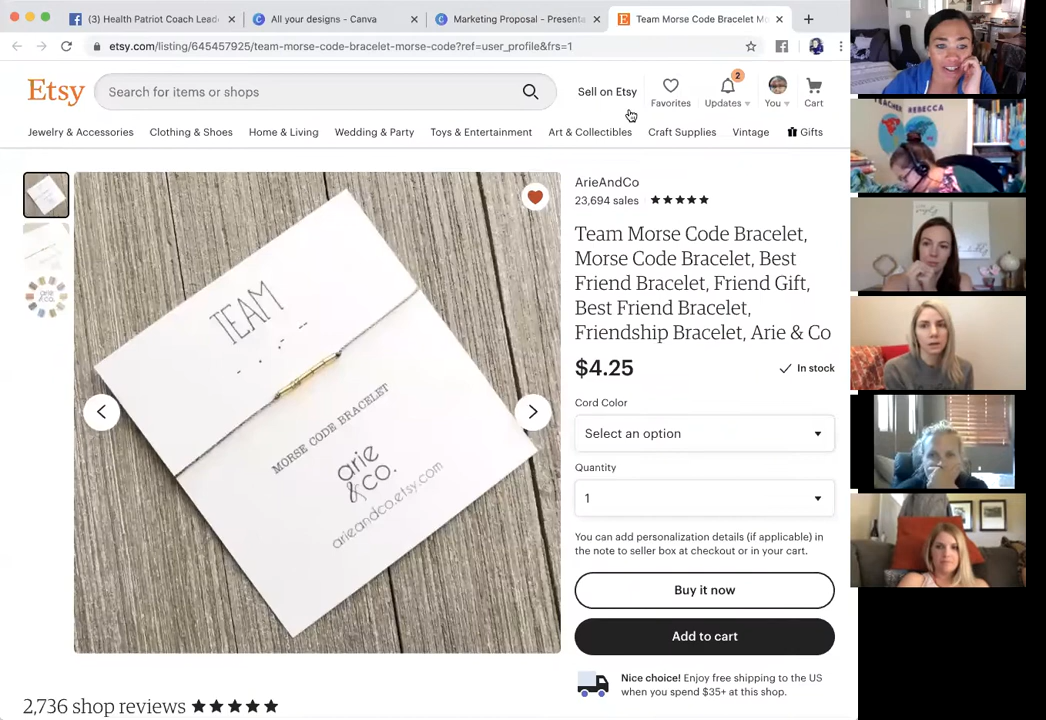 (3) Health Patriot Coach Lead
All your designs - Canva
Marketing Proposal - Presenta
Team Morse Code Bracelet Mo
etsy.com/listing/645457925/team-morse-code-bracelet-morse-code?ref=user_profile&frs=1
Etsy
Search for items or shops
Sell on Etsy
Favorites
2
Updates
You
Cart
Jewelry & Accessories
Clothing & Shoes
Home & Living
Wedding & Party
Toys & Entertainment
Art & Collectibles
Craft Supplies
Vintage
Gifts
TEAM
MORSE CODE BRACELET
arie
&co.
arieandco.etsy.com
ArieAndCo
23,694 sales
Team Morse Code Bracelet,
Morse Code Bracelet, Best
Friend Bracelet, Friend Gift,
Best Friend Bracelet,
Friendship Bracelet, Arie & Co
$4.25
In stock
Cord Color
Select an option
Quantity
1
You can add personalization details (if applicable) in
the note to seller box at checkout or in your cart.
Buy it now
Add to cart
Nice choice! Enjoy free shipping to the US
when you spend $35+ at this shop.
2,736 shop reviews
TEACHER REBECCA